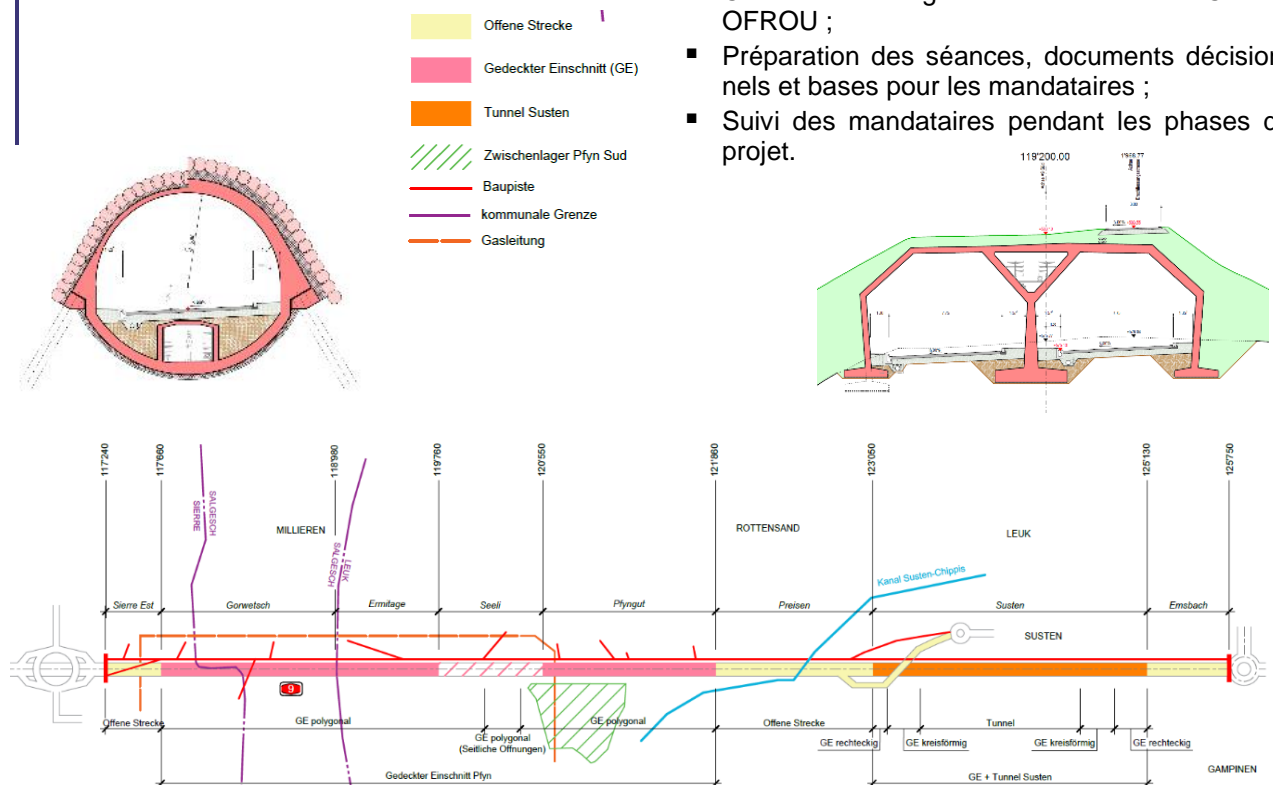 Offene Strecke
Gedeckter Einschnitt (GE)
Tunnel Susten
Zwischenlager Pfyn Sud
Baupiste
kommunale Grenze
Gasleitung
OFROU ;
■ Préparation des séances, documents décision
nels et bases pour les mandataires ;
■ Suivi des mandataires pendant les phases d
projet.
119'200.00
117'240
117'660
118'980
119'760
120'550
121'860
123'050
125'130
125'750
SALGESCH
SIERRE
MILLIEREN
LEUK
SALGESCH
ROTTENSAND
LEUK
Kanal Susten-Chippis
Sierre Est
Gorwetsch
Ermitage
Seeli
Pfyngut
Preisen
Susten
Emsbach
SUSTEN
9
Offene Strecke
GE polygonal
GE polygonal
(Seitliche Offnungen)
GE polygonal
Offene Strecke
Tunnel
GE rechteckig
GE kreisförmig
GE kreisförmig
GE rechteckig
Gedeckter Einschnitt Pfyn
GE + Tunnel Susten
GAMPINEN